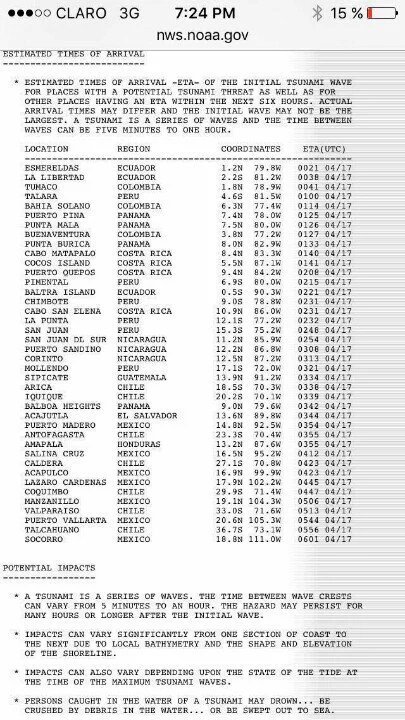 CLARO 3G 7:24 PM 15 %
nws.noaa.gov
ESTIMATED TIMES OF ARRIVAL
--------------------------
* ESTIMATED TIMES OF ARRIVAL -ETA- OF THE INITIAL TSUNAMI WAVE
FOR PLACES WITH A POTENTIAL TSUNAMI THREAT AS WELL AS FOR
OTHER PLACES HAVING AN ETA WITHIN THE NEXT SIX HOURS. ACTUAL
ARRIVAL TIMES MAY DIFFER AND THE INITIAL WAVE MAY NOT BE THE
LARGEST. A TSUNAMI IS A SERIES OF WAVES AND THE TIME BETWEEN
WAVES CAN BE FIVE MINUTES TO ONE HOUR.
LOCATION REGION COORDINATES ETA(UTC)
------------------------------------------------------------
ESMERELDAS ECUADOR 1.2N 79.8W 0021 04/17
LA LIBERTAD ECUADOR 2.2S 81.2W 0038 04/17
TUMACO COLOMBIA 1.8N 78.9W 0041 04/17
TALARA PERU 4.6S 81.5W 0100 04/17
BAHIA SOLANO COLOMBIA 6.3N 77.4W 0114 04/17
PUERTO PINA PANAMA 7.4N 78.0W 0125 04/17
PUNTA MALA PANAMA 7.5N 80.0W 0126 04/17
BUENAVENTURA COLOMBIA 3.8N 77.2W 0127 04/17
PUNTA BURICA PANAMA 8.0N 82.9W 0133 04/17
CABO MATAPALO COSTA RICA 8.4N 83.3W 0140 04/17
COCOS ISLAND COSTA RICA 5.5N 87.1W 0141 04/17
PUERTO QUEPOS COSTA RICA 9.4N 84.2W 0208 04/17
PIMENTAL PERU 6.9S 80.0W 0215 04/17
BALTRA ISLAND ECUADOR 0.5S 90.3W 0221 04/17
CHIMBOTE PERU 9.0S 78.8W 0231 04/17
CABO SAN ELENA COSTA RICA 10.9N 86.0W 0231 04/17
LA PUNTA PERU 12.1S 77.2W 0232 04/17
SAN JUAN PERU 15.3S 75.2W 0248 04/17
SAN JUAN DL SUR NICARAGUA 11.2N 85.9W 0254 04/17
PUERTO SANDINO NICARAGUA 12.2N 86.8W 0308 04/17
CORINTO NICARAGUA 12.5N 87.2W 0313 04/17
MOLLENDO PERU 17.1S 72.0W 0321 04/17
SIPICATE GUATEMALA 13.9N 91.2W 0334 04/17
ARICA CHILE 18.5S 70.3W 0338 04/17
IQUIQUE CHILE 20.2S 70.1W 0339 04/17
BALBOA HEIGHTS PANAMA 9.0N 79.6W 0342 04/17
ACAJUTLA EL SALVADOR 13.6N 89.8W 0344 04/17
PUERTO MADERO MEXICO 14.8N 92.5W 0354 04/17
ANTOFAGASTA CHILE 23.3S 70.4W 0355 04/17
AMAPALA HONDURAS 13.2N 87.6W 0355 04/17
SALINA CRUZ MEXICO 16.5N 95.2W 0412 04/17
CALDERA CHILE 27.1S 70.8W 0423 04/17
ACAPULCO MEXICO 16.9N 99.9W 0423 04/17
LAZARO CARDENAS MEXICO 17.9N 102.2W 0445 04/17
COQUIMBO CHILE 29.9S 71.4W 0447 04/17
MANZANILLO MEXICO 19.1N 104.3W 0506 04/17
VALPARAISO CHILE 33.0S 71.6W 0513 04/17
PUERTO VALLARTA MEXICO 20.6N 105.3W 0544 04/17
TALCAHUANO CHILE 36.7S 73.1W 0556 04/17
SOCORRO MEXICO 18.8N 111.0W 0601 04/17
POTENTIAL IMPACTS
-----------------
* A TSUNAMI IS A SERIES OF WAVES. THE TIME BETWEEN WAVE CRESTS
CAN VARY FROM 5 MINUTES TO AN HOUR. THE HAZARD MAY PERSIST FOR
MANY HOURS OR LONGER AFTER THE INITIAL WAVE.
* IMPACTS CAN VARY SIGNIFICANTLY FROM ONE SECTION OF COAST TO
THE NEXT DUE TO LOCAL BATHYMETRY AND THE SHAPE AND ELEVATION
OF THE SHORELINE.
* IMPACTS CAN ALSO VARY DEPENDING UPON THE STATE OF THE TIDE AT
THE TIME OF THE MAXIMUM TSUNAMI WAVES.
* PERSONS CAUGHT IN THE WATER OF A TSUNAMI MAY DROWN... BE
CRUSHED BY DEBRIS IN THE WATER... OR BE SWEPT OUT TO SEA.